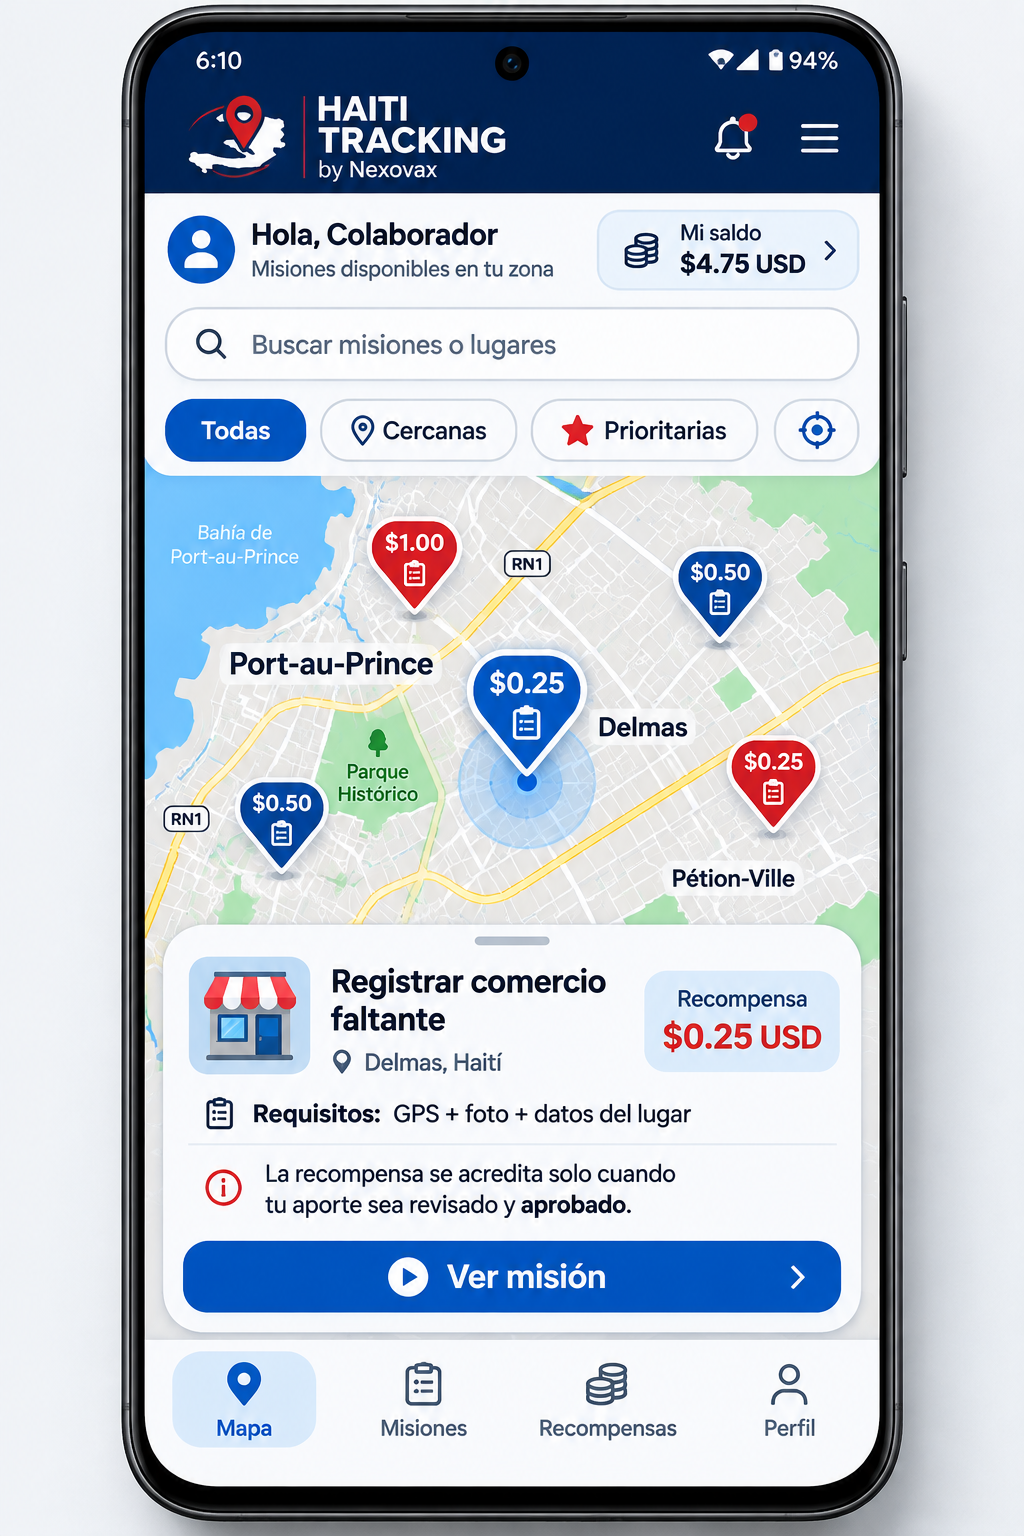 6:10
94%
HAITI
TRACKING
by Nexovax
Hola, Colaborador
Misiones disponibles en tu zona
Mi saldo
$4.75 USD
Buscar misiones o lugares
Todas
Cercanas
Prioritarias
Bahía de
Port-au-Prince
$1.00
RN1
$0.50
Port-au-Prince
$0.25
Delmas
Parque
Histórico
$0.25
$0.50
RN1
Pétion-Ville
Registrar comercio
faltante
Delmas, Haití
Recompensa
$0.25 USD
Requisitos: GPS + foto + datos del lugar
La recompensa se acredita solo cuando
tu aporte sea revisado y aprobado.
Ver misión
Mapa
Misiones
Recompensas
Perfil